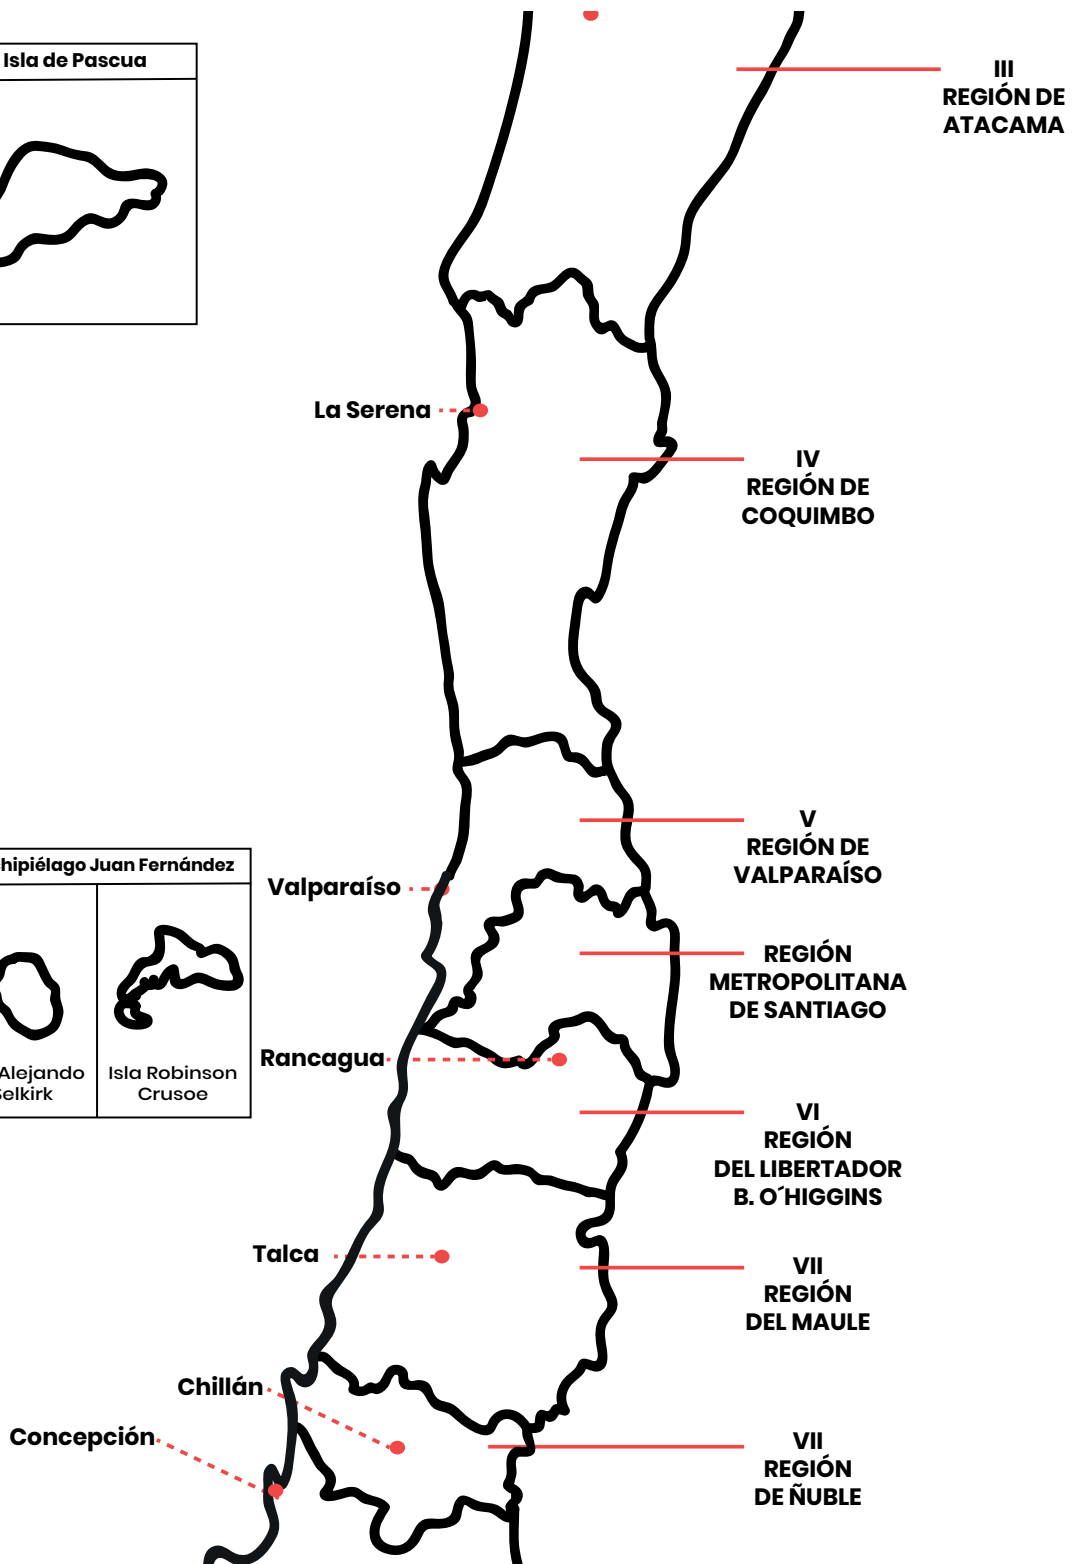 Isla de Pascua
III
REGIÓN DE
ATACAMA
La Serena
IV
REGIÓN DE
COQUIMBO
V
REGIÓN DE
VALPARAÍSO
hipiélago Juan Fernández
Valparaíso
REGIÓN
METROPOLITANA
DE SANTIAGO
Rancagua
Alejando
Selkirk
Isla Robinson
Crusoe
VI
REGIÓN
DEL LIBERTADOR
B. O´HIGGINS
Talca
VII
REGIÓN
DEL MAULE
Chillán
Concepción
VII
REGIÓN
DE ÑUBLE